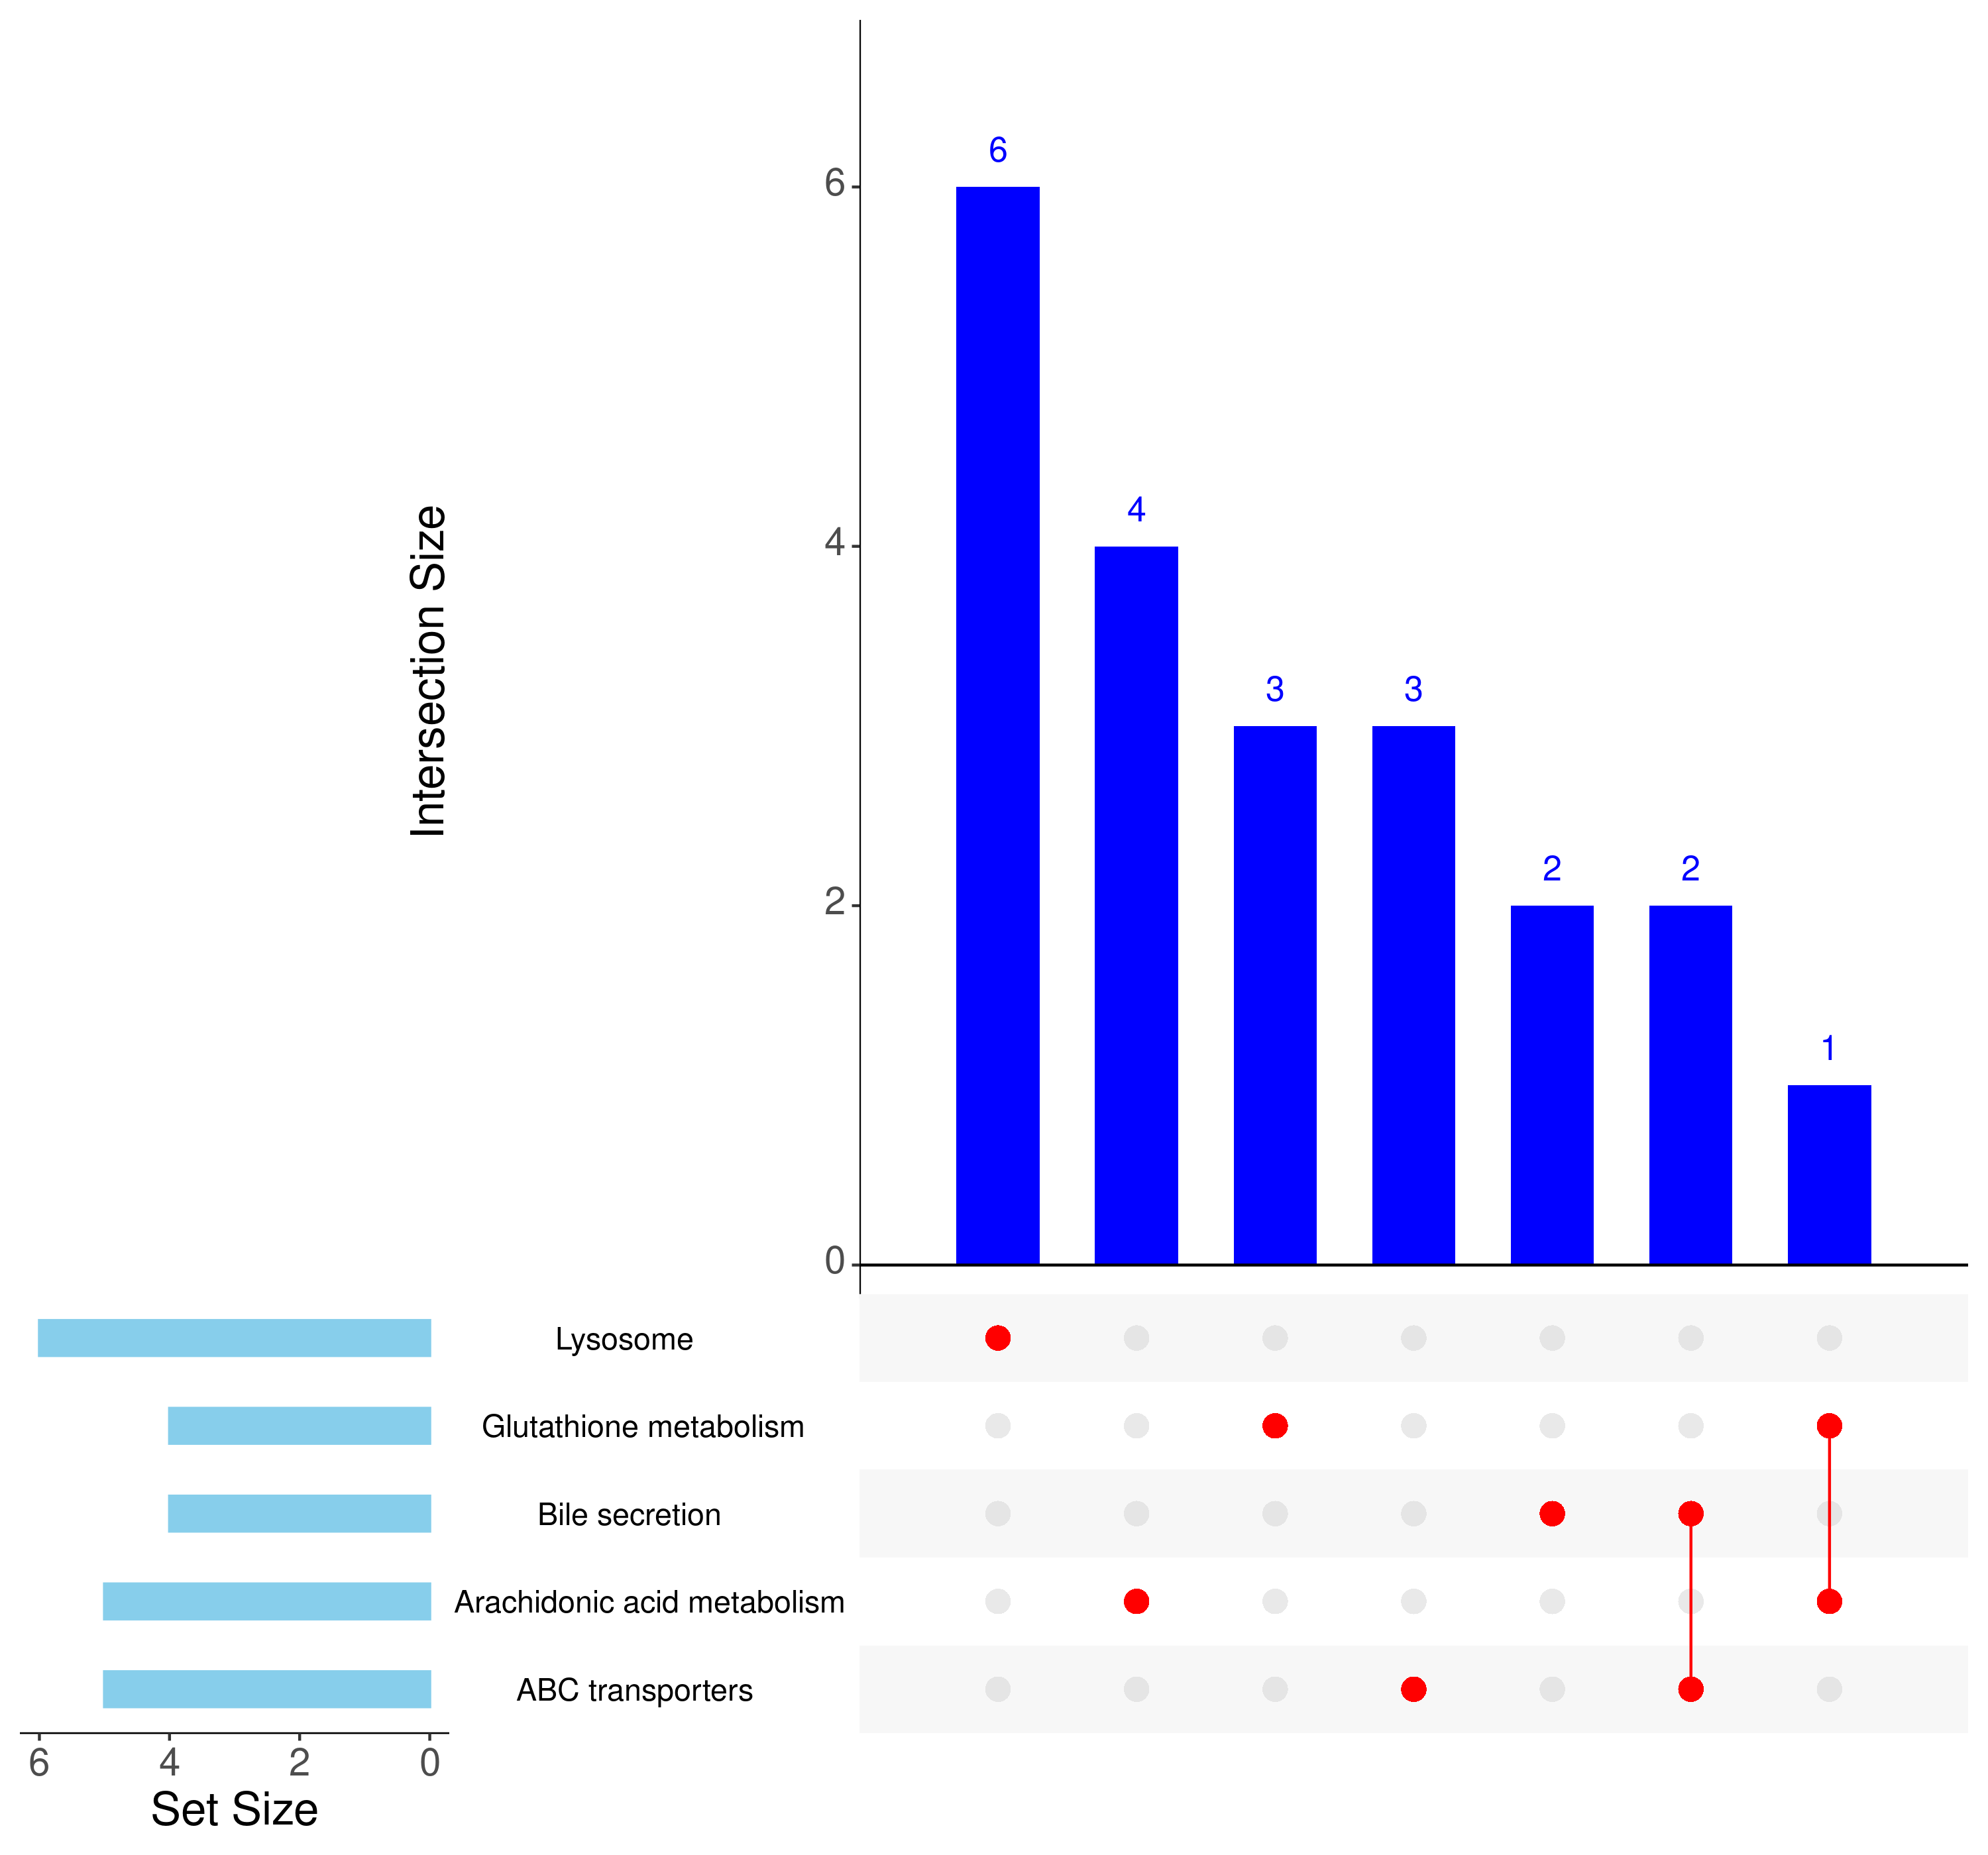 Intersection Size
6
4
2
0
6
4
3
3
2
2
1
Lysosome
Glutathione metabolism
Bile secretion
Arachidonic acid metabolism
ABC transporters
6 4 2 0
Set Size